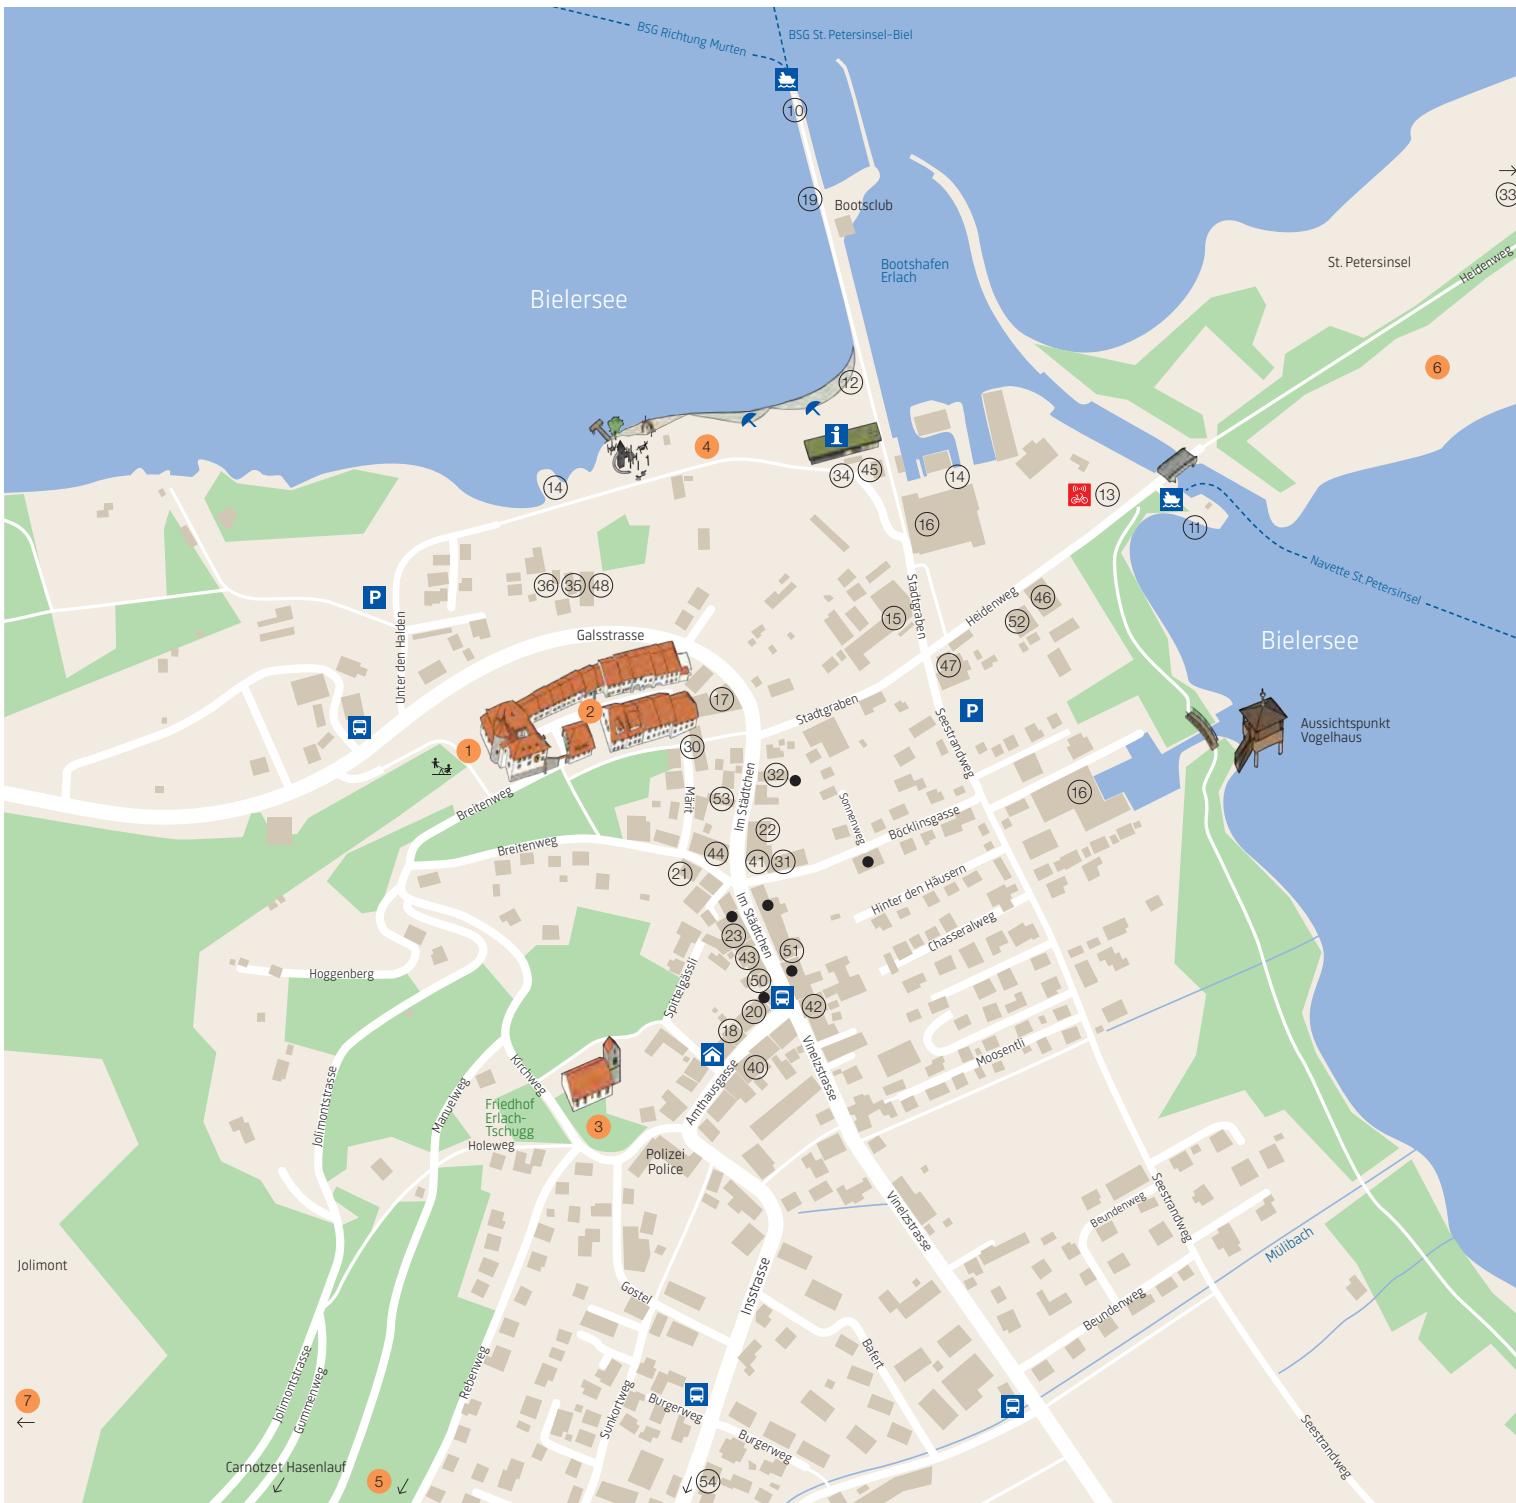 BSG Richtung Murten
BSG St. Petersinsel-Biel
10
19
Bootsclub
33
Bootshafen
Erlach
St. Petersinsel
Heidenweg
Bielersee
6
12
4
i
34
45
14
14
13
11
16
Navette St.Petersinsel
36
35
48
P
Unter den Halden
Galsstrasse
Stadtgraben
Heidenweg
46
52
15
47
Bielersee
2
17
P
Stadtgraben
Seestrandweg
Aussichtspunkt
Vogelhaus
1
30
32
Breitenweg
Märit
53
Im Städtchen
Sonnenweg
16
22
Böcklinsgasse
Breitenweg
44
41
31
21
Hinter den Häusern
Im Städtchen
Chasseralweg
23
43
51
Hoggenberg
Spittelgässli
50
20
42
18
Moosentli
Kirchweg
40
Vinelzstrasse
Amthausgasse
Jolimontstrasse
Manuelweg
Friedhof
Erlach-
Tschugg
3
Holeweg
Polizei
Police
Vinelzstrasse
Beundenweg
Seestrandweg
Mülibach
Jolimont
Gostel
Insstrasse
Beundenweg
Bafert
Jolimontstrasse
Gummenweg
Rebenweg
Sunkortweg
Burgerweg
Burgerweg
Seestrandweg
7
Carnotzet Hasenlauf
5
54